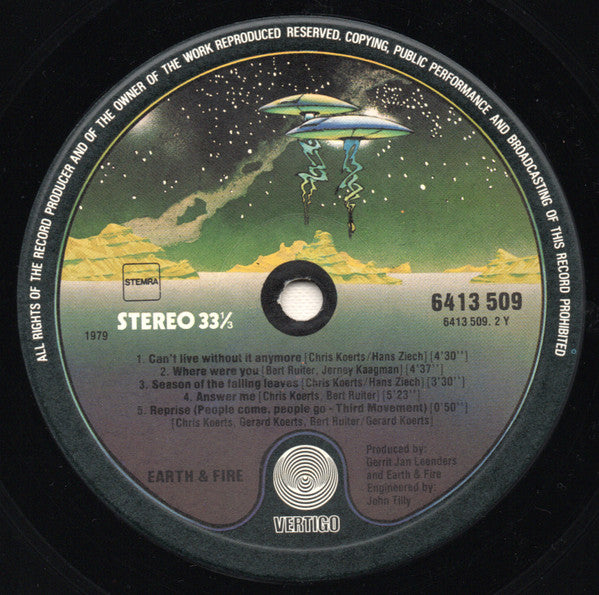 ALL RIGHTS OF THE RECORD PRODUCER AND OF THE OWNER OF THE WORK REPRODUCED RESERVED. COPYING, PUBLIC PERFORMANCE AND BROADCASTING OF THIS RECORD PROHIBITED
STEMRA
STEREO 33⅓
6413 509
6413 509. 2 Y
1979
1. Can't live without it anymore [Chris Koerts/Hans Ziech] [4'30'']
2. Where were you [Bert Ruiter, Jerney Kaagman] [4'37'']
3. Season of the falling leaves [Chris Koerts/Hans Ziech] [3'30'']
4. Answer me [Chris Koerts, Bert Ruiter] [5'23'']
5. Reprise (People come, people go - Third Movement) [0'50'']
[Chris Koerts, Gerard Koerts, Bert Ruiter/Gerard Koerts]
EARTH & FIRE
Produced by:
Gerrit Jan Leenders
and Earth & Fire
Engineered by:
John Tilly
VERTIGO